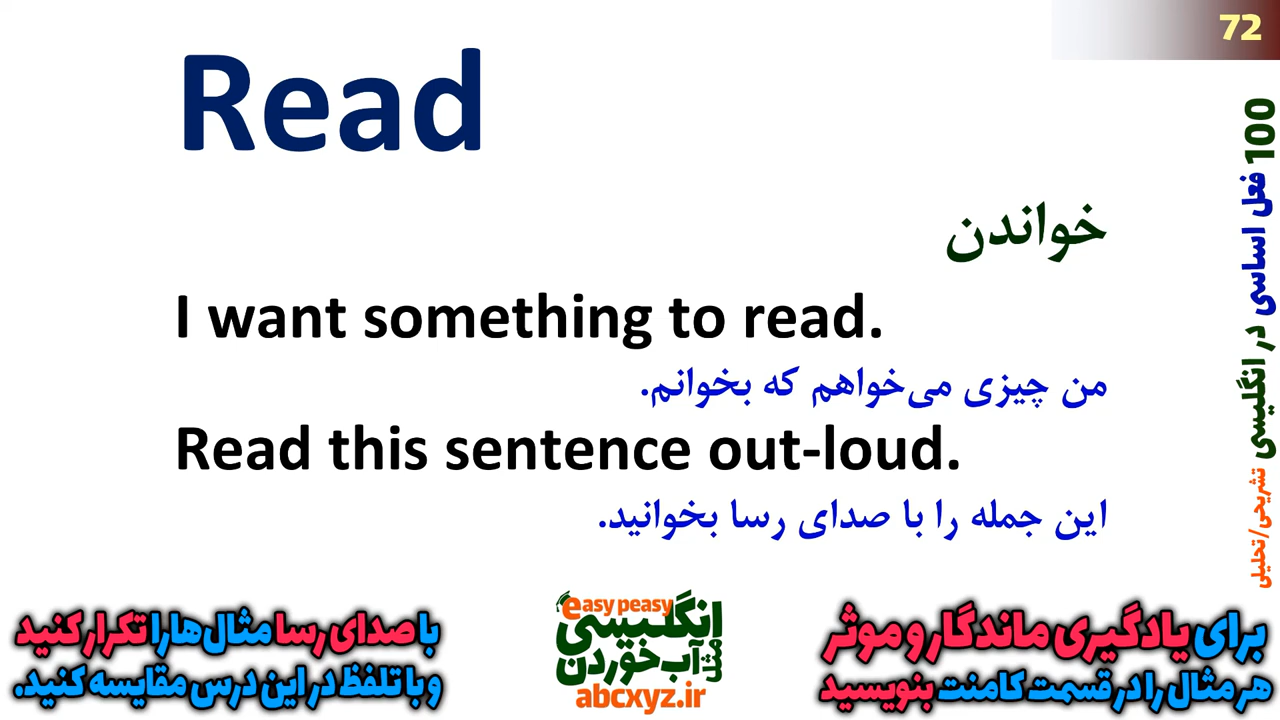 72
Read
خواندن
I want something to read.
من چیزی می‌خواهم که بخوانم.
Read this sentence out-loud.
این جمله را با صدای رسا بخوانید.
100 فعل اساسی در انگلیسی تشریحی/تحلیلی
برای یادگیری ماندگار و موثر
هر مثال را در قسمت کامنت بنویسید
easy peasy
انگلیسی
مثل آب خوردن
abcxyz.ir
با صدای رسا مثال‌ها را تکرار کنید
و با تلفظ در این درس مقایسه کنید.